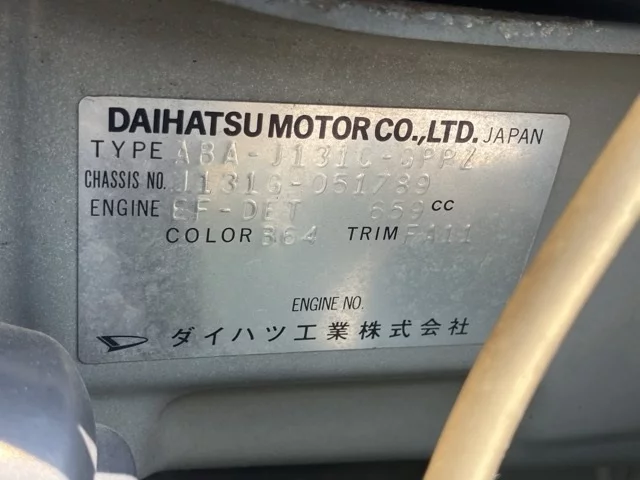 DAIHATSU MOTOR CO., LTD. JAPAN
TYPE ABA-J131G-GPPZ
CHASSIS NO. J131G-051789
ENGINE EF-DET 659 CC
COLOR B64 TRIM FA11
ENGINE NO.
ダイハツ工業株式会社